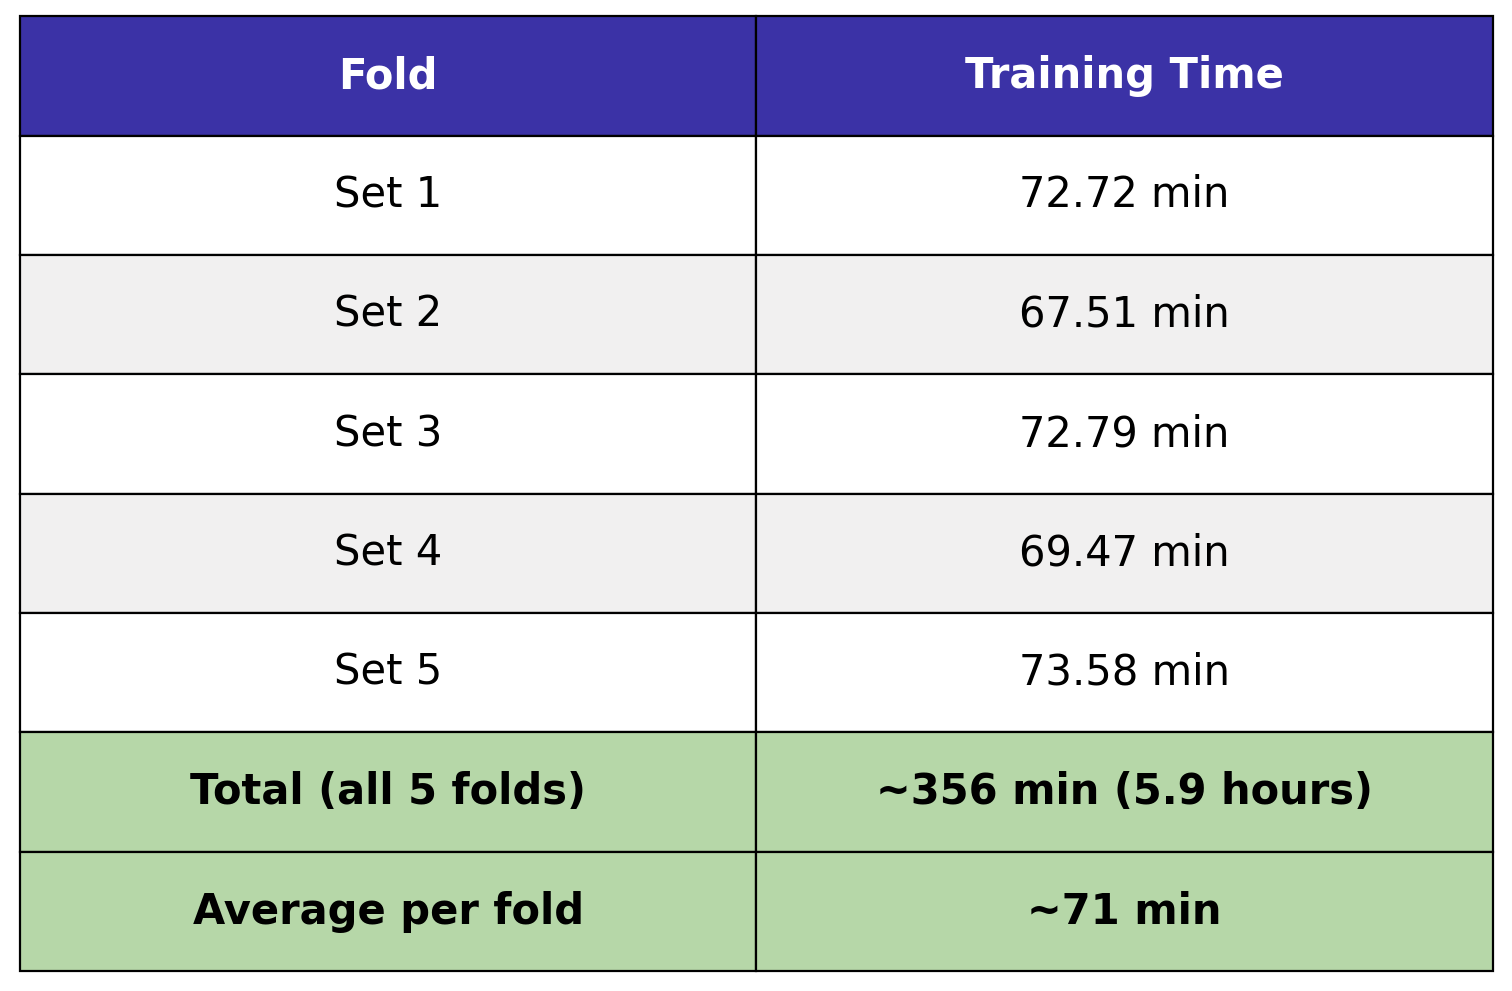 Fold Training Time
Set 1 72.72 min
Set 2 67.51 min
Set 3 72.79 min
Set 4 69.47 min
Set 5 73.58 min
Total (all 5 folds) ~356 min (5.9 hours)
Average per fold ~71 min